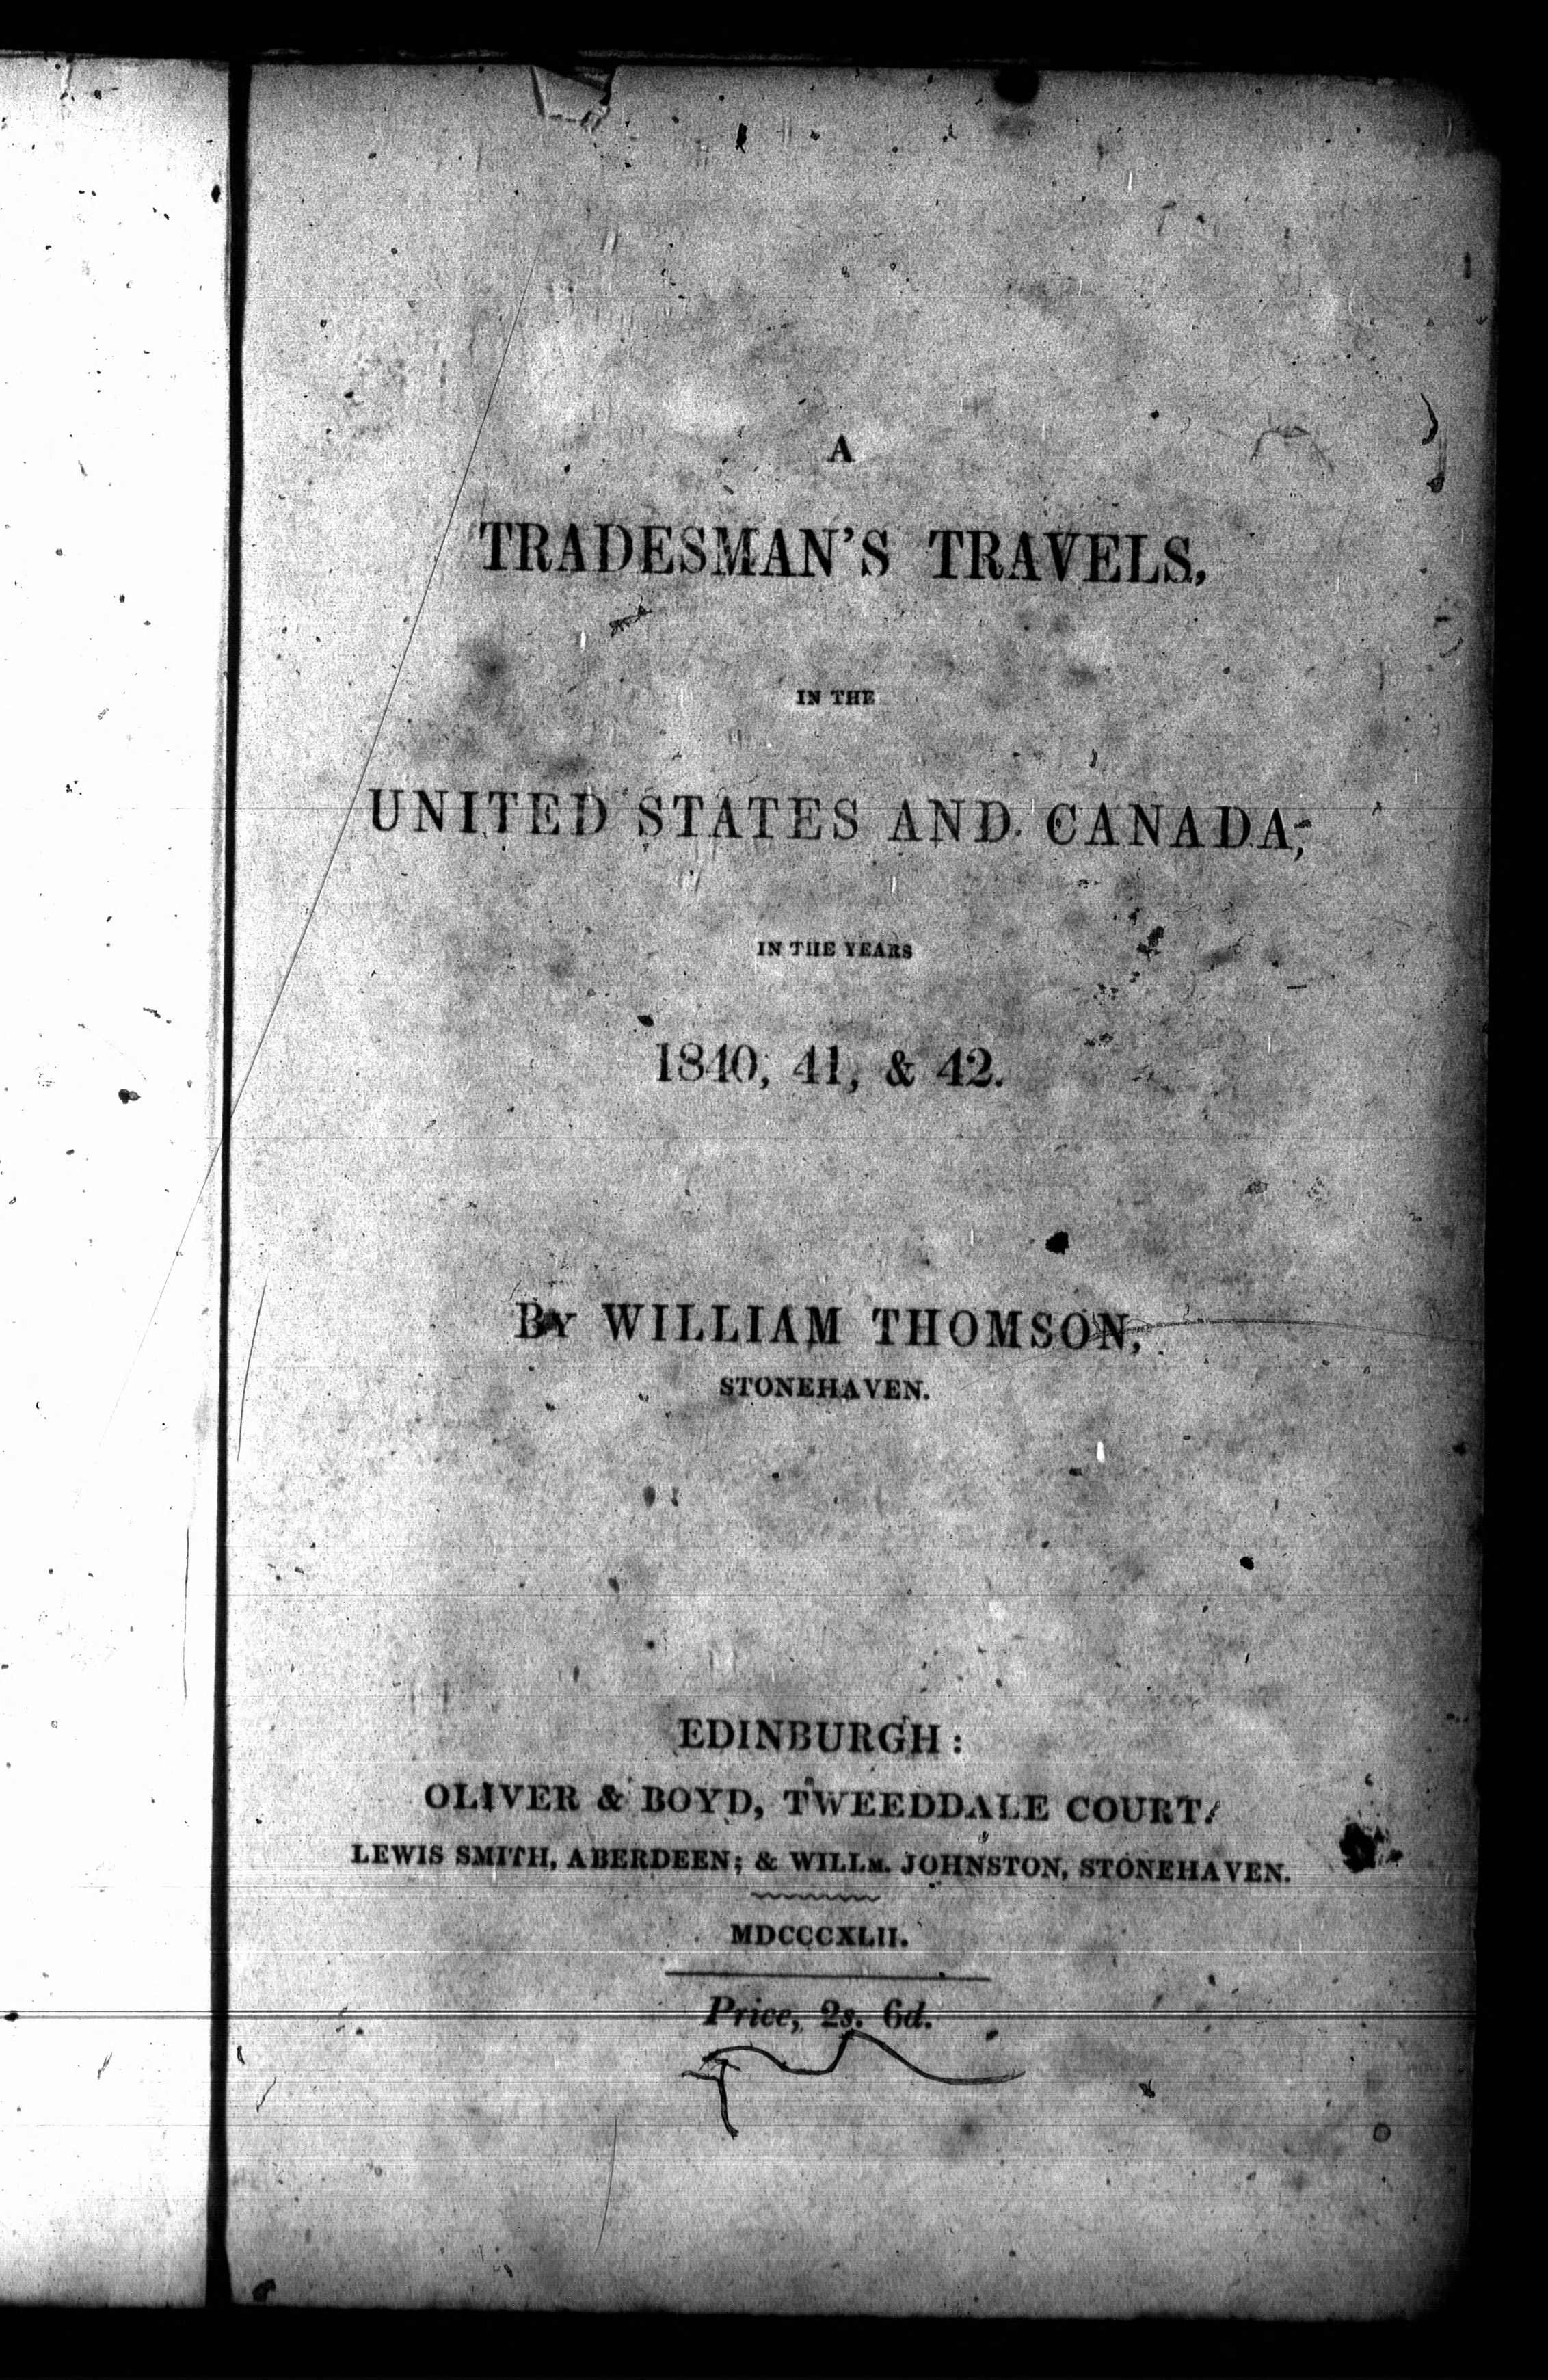 A
TRADESMAN'S TRAVELS,
IN THE
UNITED STATES AND CANADA,
IN THE YEARS
1840, 41, & 42.
BY WILLIAM THOMSON,
STONEHAVEN.
EDINBURGH:
OLIVER & BOYD, TWEEDDALE COURT.
LEWIS SMITH, ABERDEEN; & WILLM. JOHNSTON, STONEHAVEN.
MDCCCXLII.
Price, 2s. 6d.